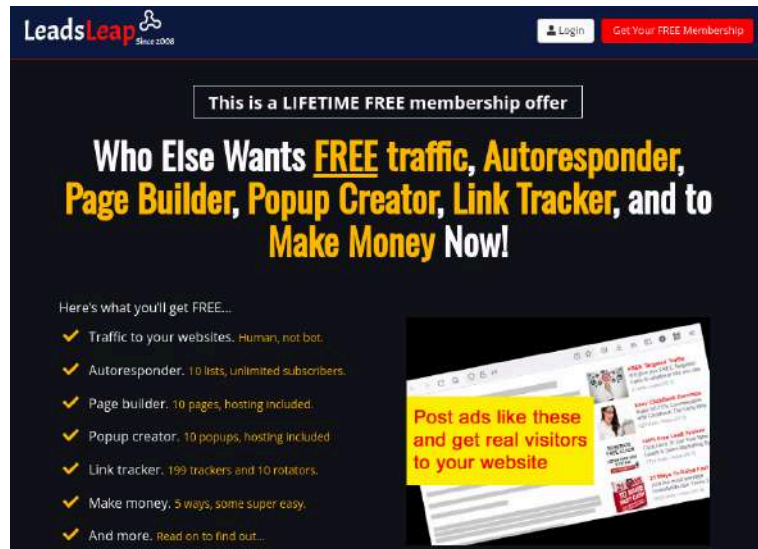 LeadsLeap
Since 2008
Login
Get Your FREE Membership
This is a LIFETIME FREE membership offer
Who Else Wants FREE traffic, Autoresponder,
Page Builder, Popup Creator, Link Tracker, and to
Make Money Now!
Here's what you'll get FREE...
Traffic to your websites. Human, not bot.
Autoresponder. 10 lists, unlimited subscribers.
Page builder. 10 pages, hosting included.
Popup creator. 10 popups, hosting included
Link tracker. 199 trackers and 10 rotators.
Make money. 5 ways, some super easy.
And more. Read on to find out...
Post ads like these
and get real visitors
to your website
FREE Targeted Traffic